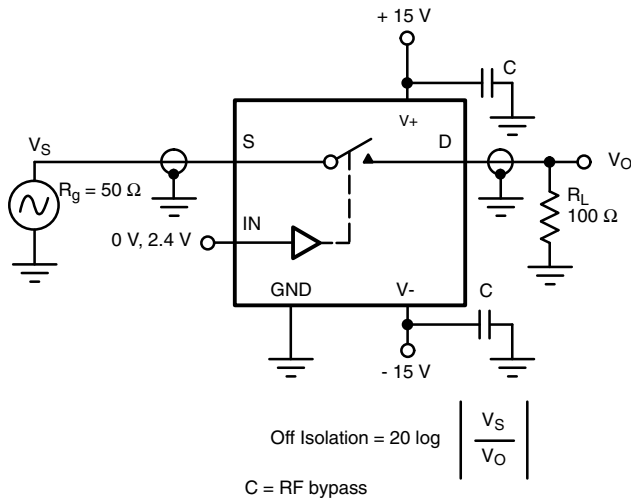 + 15 V
C
V+
VS
S
D
VO
Rg = 50 Ω
RL
100 Ω
0 V, 2.4 V
IN
GND
V-
C
- 15 V
Off Isolation = 20 log | VS / VO |
C = RF bypass